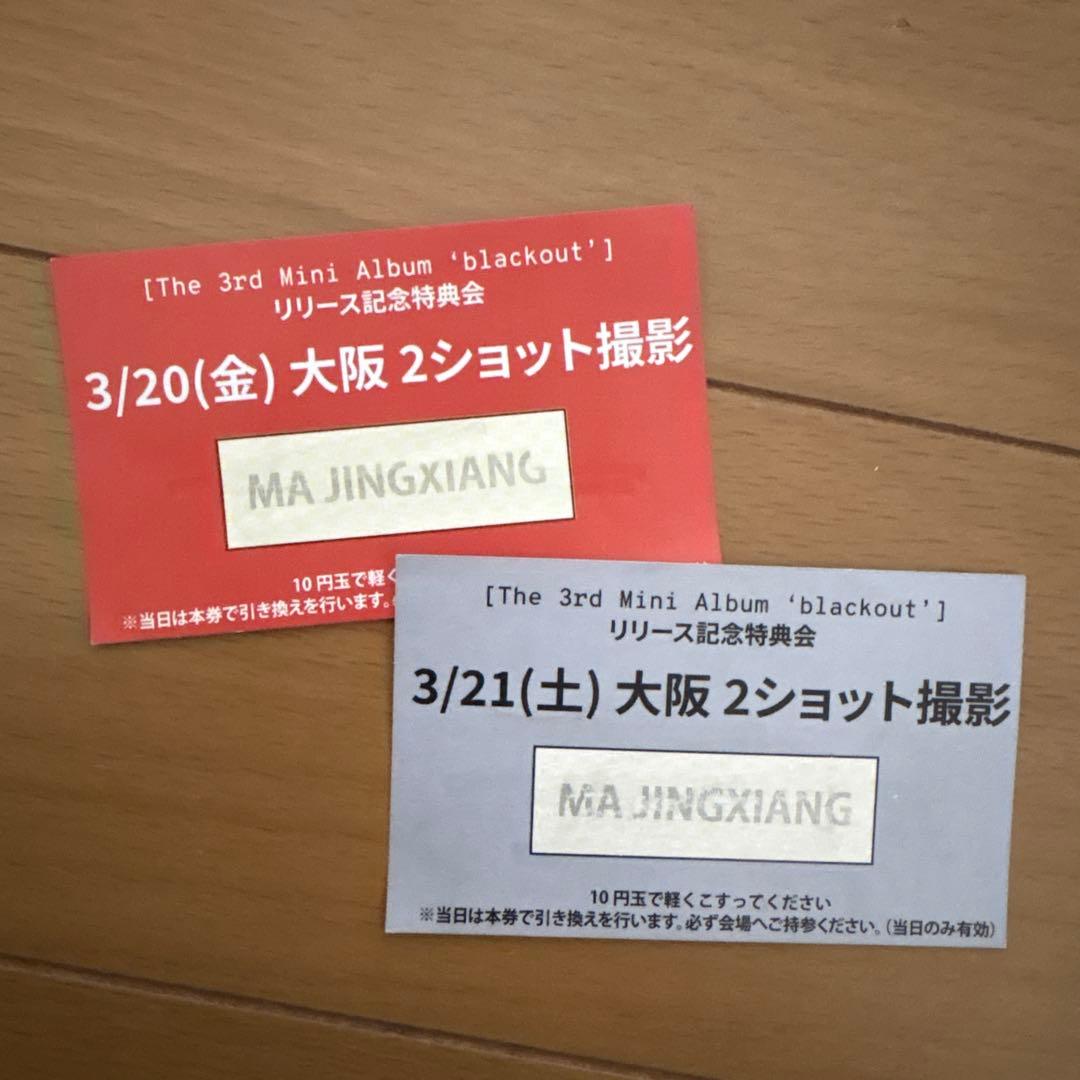 [The 3rd Mini Album ‘blackout’]
リリース記念特典会
3/20(金) 大阪 2ショット撮影
MA JINGXIANG
10 円玉で軽く
※当日は本券で引き換えを行います。
[The 3rd Mini Album ‘blackout’]
リリース記念特典会
3/21(土) 大阪 2ショット撮影
MA JINGXIANG
10 円玉で軽くこすってください
※当日は本券で引き換えを行います。必ず会場へご持参ください。(当日のみ有効)